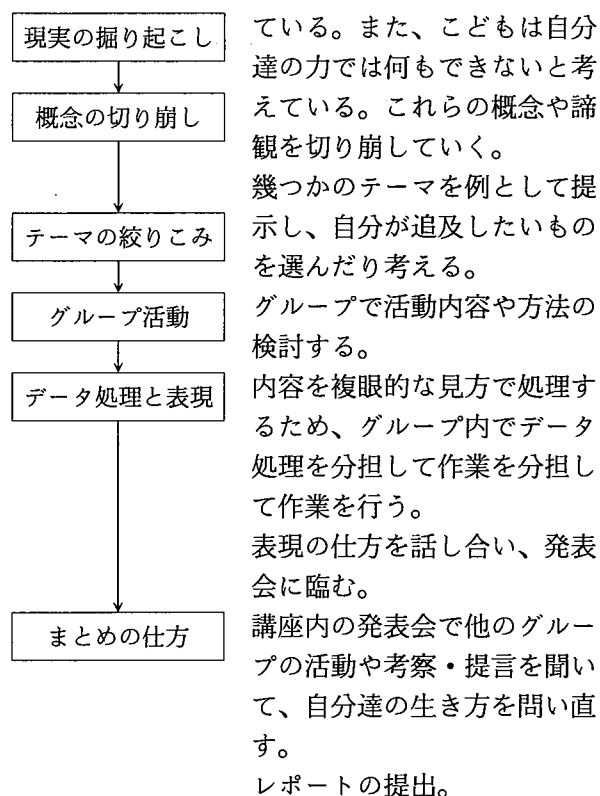 現実の掘り起こし
概念の切り崩し
テーマの絞りこみ
グループ活動
データ処理と表現
まとめの仕方
ている。また、こどもは自分
達の力では何もできないと考
えている。これらの概念や諦
観を切り崩していく。
幾つかのテーマを例として提
示し、自分が追及したいもの
を選んだり考える。
グループで活動内容や方法の
検討する。
内容を複眼的な見方で処理す
るため、グループ内でデータ
処理を分担して作業を分担し
て作業を行う。
表現の仕方を話し合い、発表
会に臨む。
講座内の発表会で他のグルー
プの活動や考察・提言を聞い
て、自分達の生き方を問い直
す。
レポートの提出。